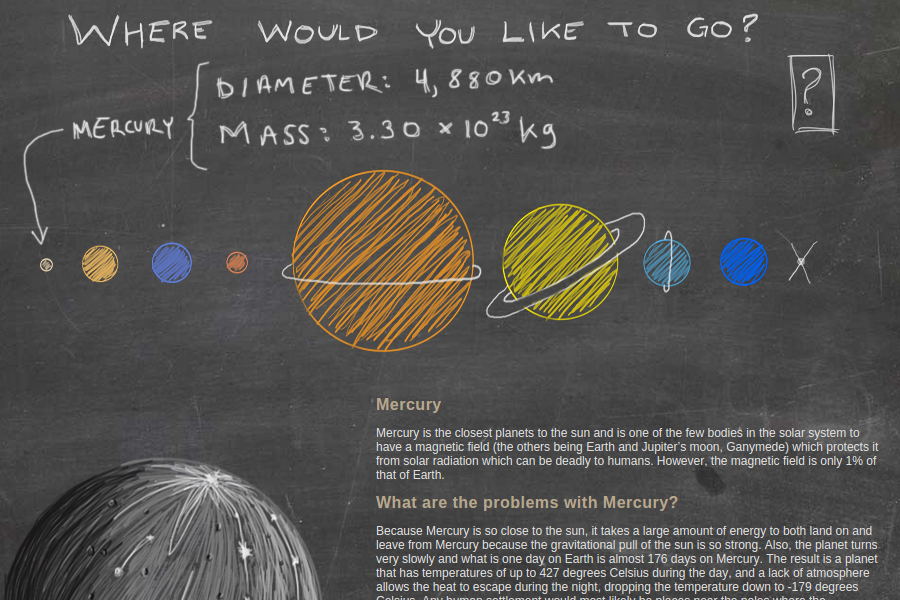 WHERE WOULD YOU LIKE TO GO?
DIAMETER: 4,880 km
?
MERCURY
MASS: 3.30 × 10²³ kg
Mercury
Mercury is the closest planets to the sun and is one of the few bodies in the solar system to
have a magnetic field (the others being Earth and Jupiter's moon, Ganymede) which protects it
from solar radiation which can be deadly to humans. However, the magnetic field is only 1% of
that of Earth.
What are the problems with Mercury?
Because Mercury is so close to the sun, it takes a large amount of energy to both land on and
leave from Mercury because the gravitational pull of the sun is so strong. Also, the planet turns
very slowly and what is one day on Earth is almost 176 days on Mercury. The result is a planet
that has temperatures of up to 427 degrees Celsius during the day, and a lack of atmosphere
allows the heat to escape during the night, dropping the temperature down to -179 degrees
Celsius. Any human settlement would most likely be places near the poles where the